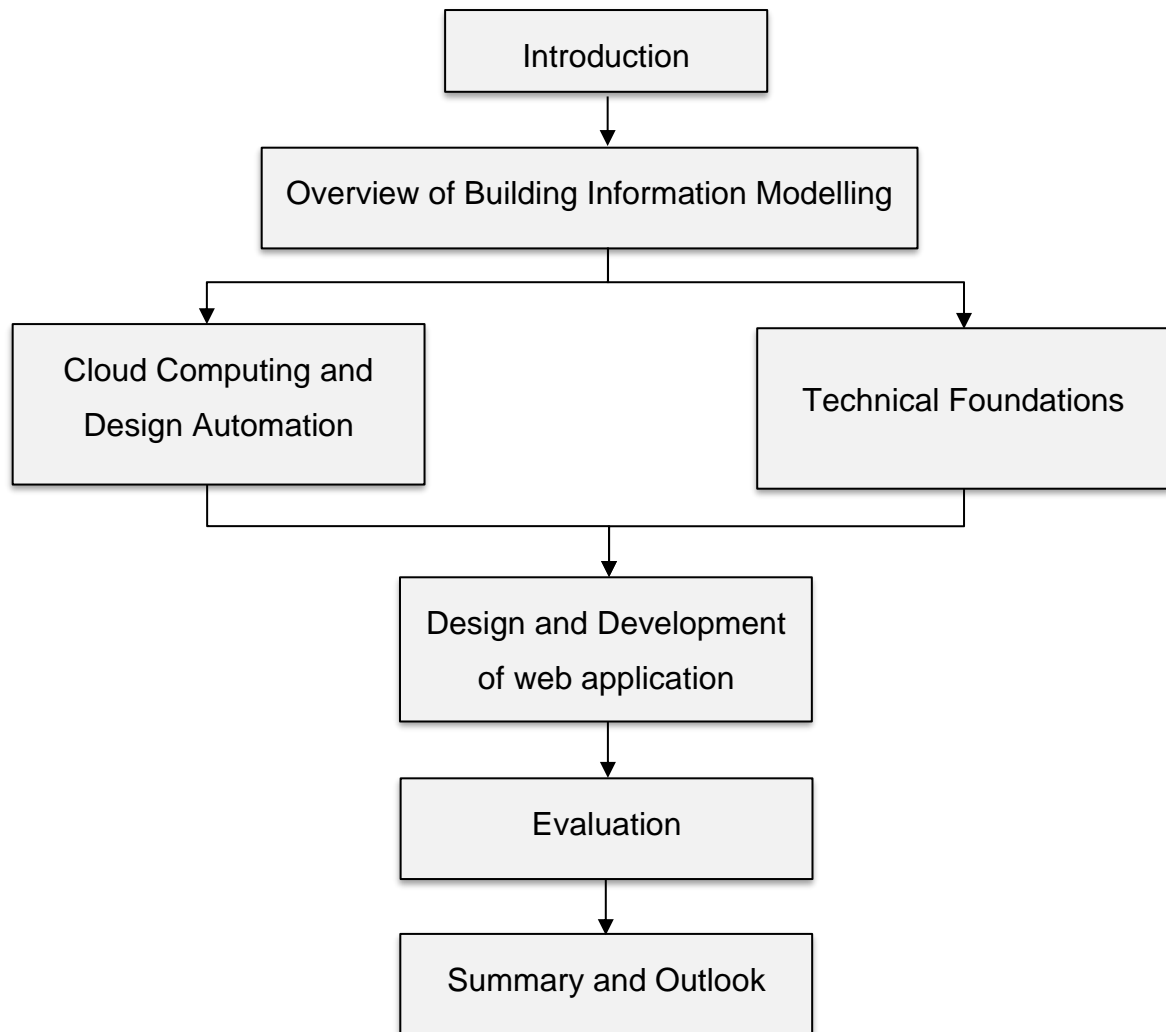 Introduction
Overview of Building Information Modelling
Cloud Computing and
Design Automation
Technical Foundations
Design and Development
of web application
Evaluation
Summary and Outlook